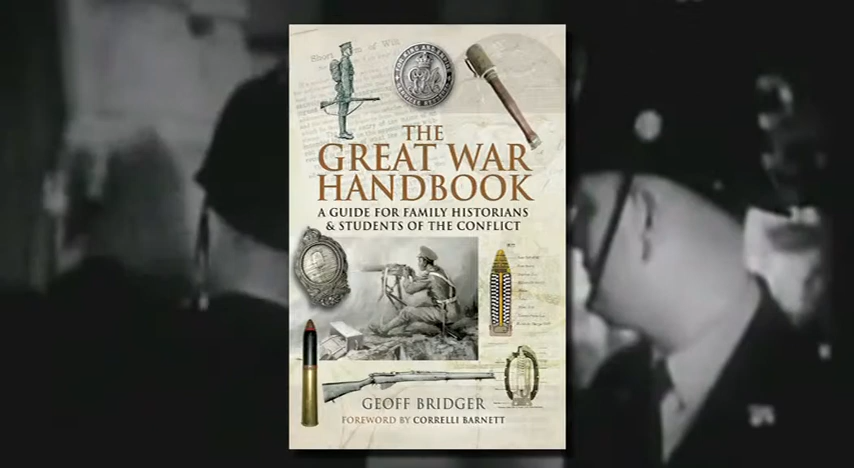 THE
GREAT WAR
HANDBOOK
A GUIDE FOR FAMILY HISTORIANS
& STUDENTS OF THE CONFLICT
GEOFF BRIDGER
FOREWORD BY CORRELLI BARNETT